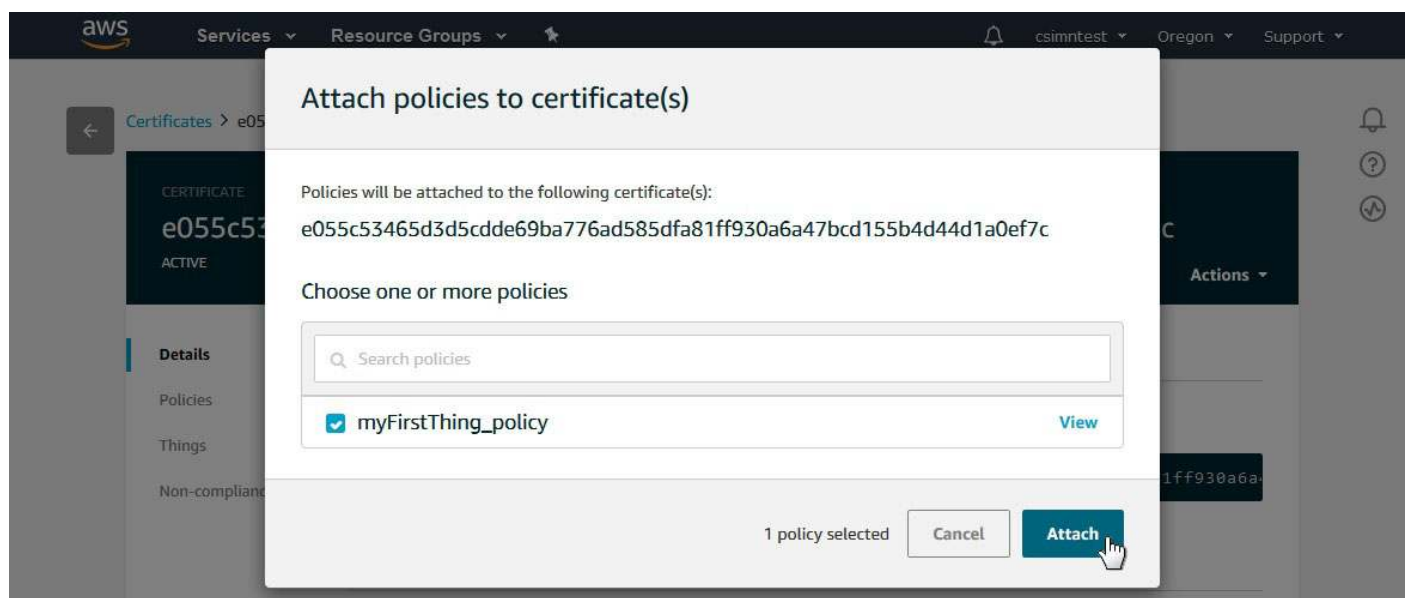 aws Services Resource Groups csimntest Oregon Support
Attach policies to certificate(s)
Certificates > e05
Policies will be attached to the following certificate(s):
CERTIFICATE
e055c53
e055c53465d3d5cdde69ba776ad585dfa81ff930a6a47bcd155b4d44d1a0ef7c
c
ACTIVE
Actions
Choose one or more policies
Details
Search policies
Policies
myFirstThing_policy View
Things
1ff930a6a
Non-complianc
1 policy selected Cancel Attach